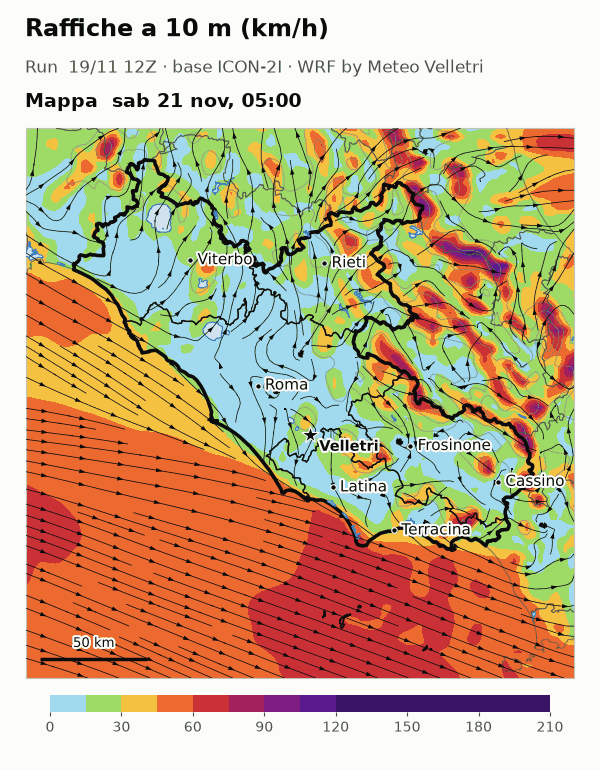 Raffiche a 10 m (km/h)
Run  19/11 12Z · base ICON-2I · WRF by Meteo Velletri
Mappa  sab 21 nov, 05:00
Viterbo
Rieti
Roma
Velletri
Frosinone
Latina
Cassino
Terracina
50 km
0 30 60 90 120 150 180 210